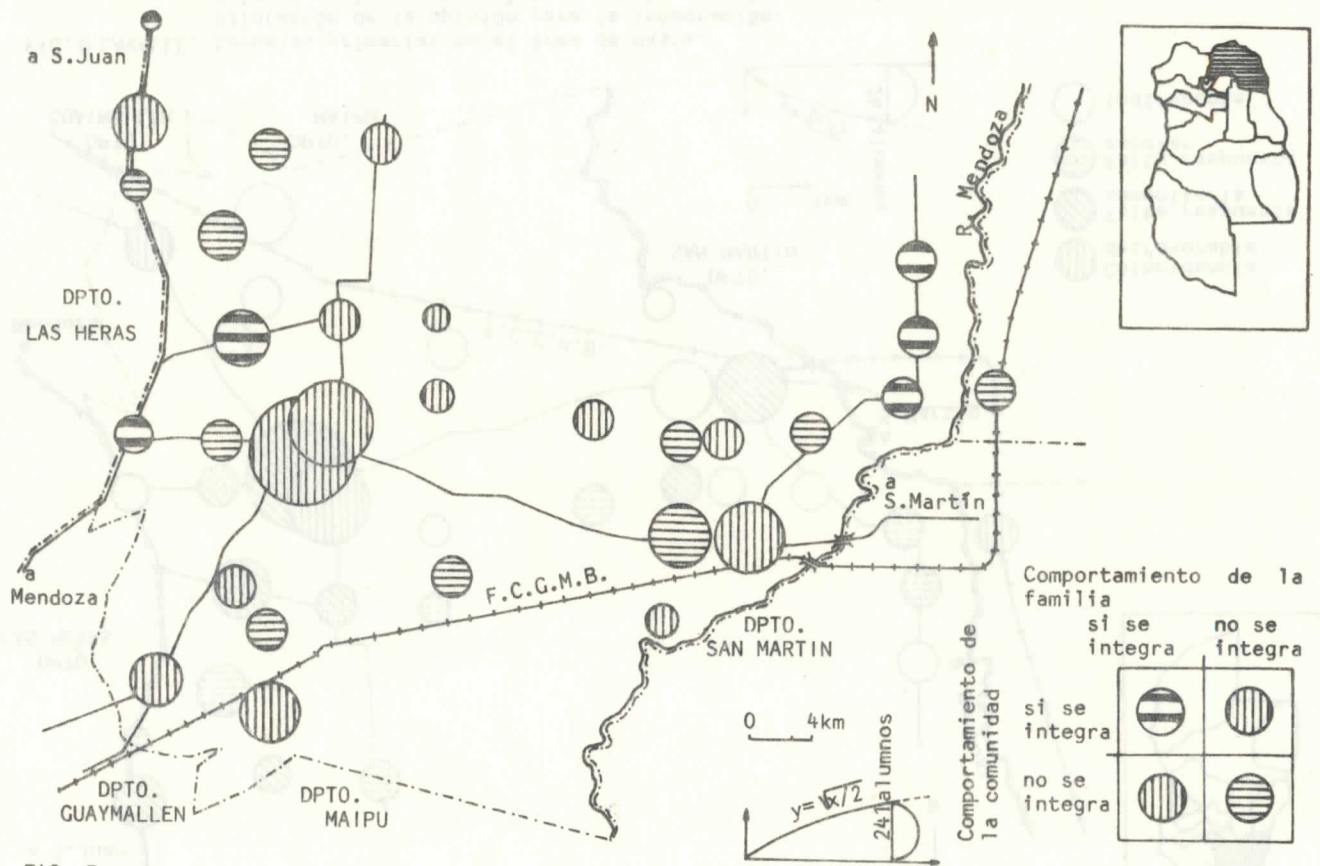 a S.Juan
N
R. Mendoza
DPTO.
LAS HERAS
a
S.Martín
a
Mendoza
F.C.G.M.B.
DPTO.
SAN MARTIN
DPTO.
GUAYMALLEN
DPTO.
MAIPU
0 4km
y=√x/2
241 alumnos
Comportamiento de la
familia
si se
integra
no se
integra
Comportamiento de
la comunidad
si se
integra
no se
integra